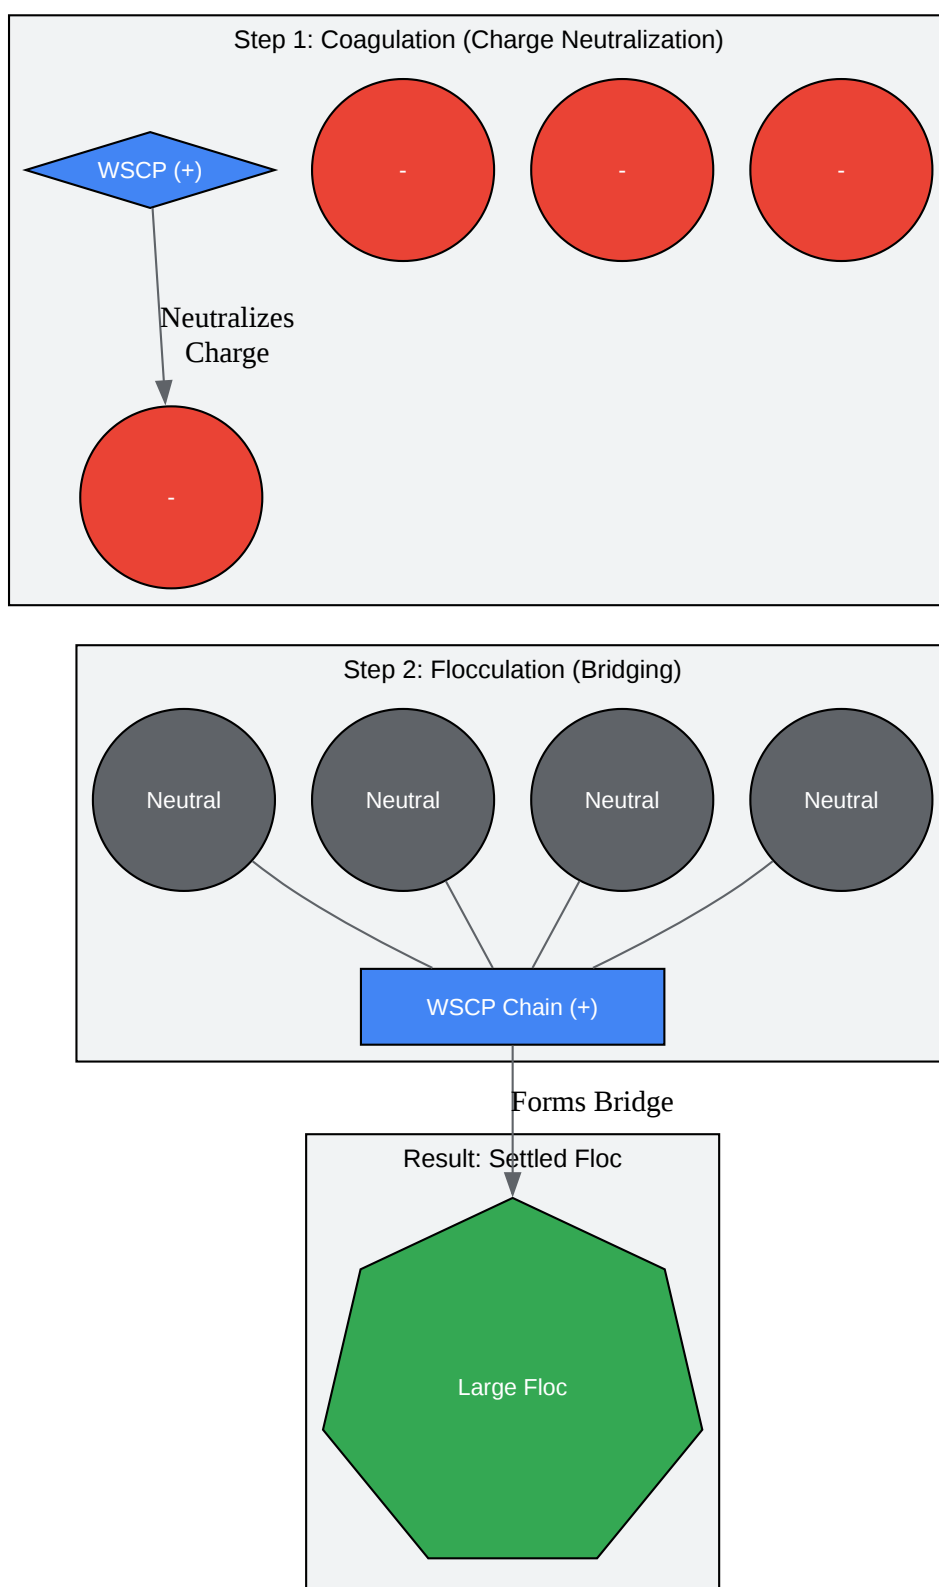 Step 1: Coagulation (Charge Neutralization)
WSCP (+)
-
-
-
Neutralizes
Charge
-
Step 2: Flocculation (Bridging)
Neutral
Neutral
Neutral
Neutral
WSCP Chain (+)
Forms Bridge
Result: Settled Floc
Large Floc